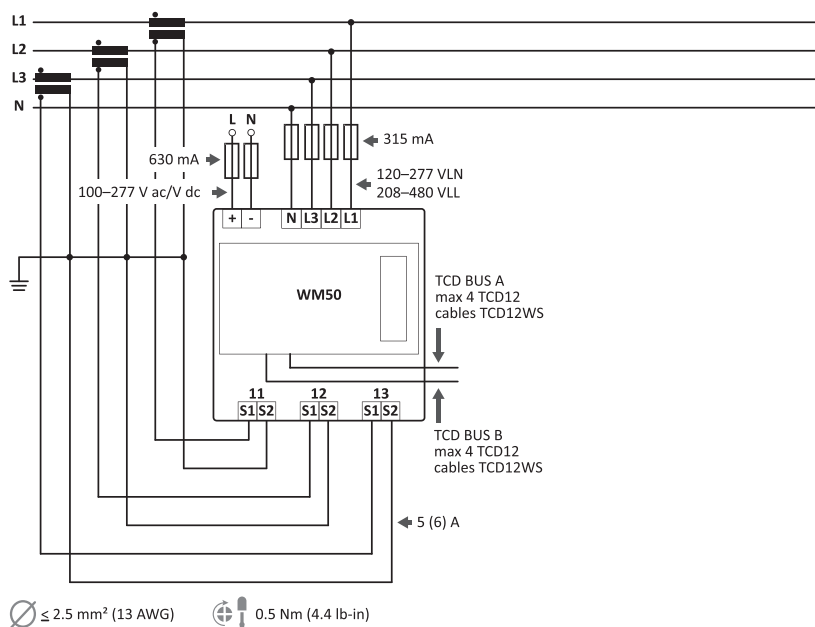 L1
L2
L3
N
L N
630 mA
315 mA
100–277 V ac/V dc
120–277 VLN
208–480 VLL
+ - N L3 L2 L1
WM50
TCD BUS A
max 4 TCD12
cables TCD12WS
11 12 13
S1 S2 S1 S2 S1 S2
TCD BUS B
max 4 TCD12
cables TCD12WS
5 (6) A
≤ 2.5 mm² (13 AWG)
0.5 Nm (4.4 lb-in)